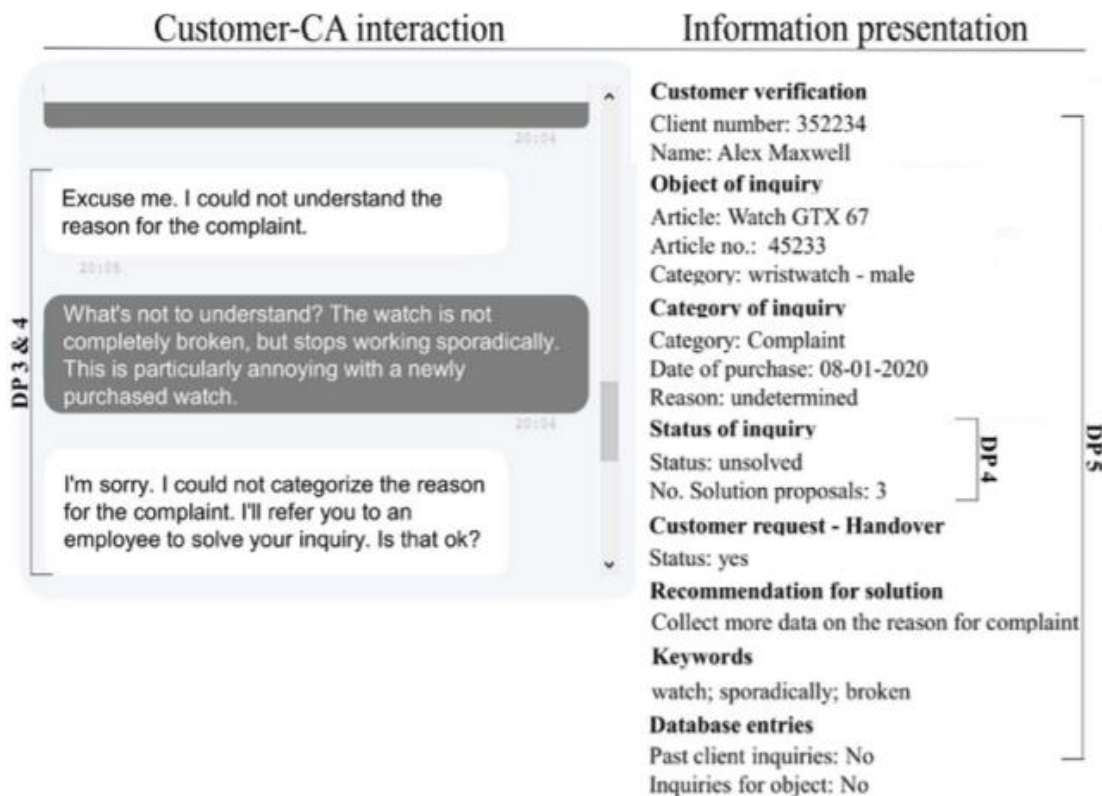 Customer-CA interaction
Information presentation
20:04
Excuse me. I could not understand the
reason for the complaint.
20:05
What's not to understand? The watch is not
completely broken, but stops working sporadically.
This is particularly annoying with a newly
purchased watch.
20:04
I'm sorry. I could not categorize the reason
for the complaint. I'll refer you to an
employee to solve your inquiry. Is that ok?
DP 3 & 4
Customer verification
Client number: 352234
Name: Alex Maxwell
Object of inquiry
Article: Watch GTX 67
Article no.: 45233
Category: wristwatch - male
Category of inquiry
Category: Complaint
Date of purchase: 08-01-2020
Reason: undetermined
Status of inquiry
Status: unsolved
No. Solution proposals: 3
Customer request - Handover
Status: yes
Recommendation for solution
Collect more data on the reason for complaint
Keywords
watch; sporadically; broken
Database entries
Past client inquiries: No
Inquiries for object: No
DP 4
DP 5